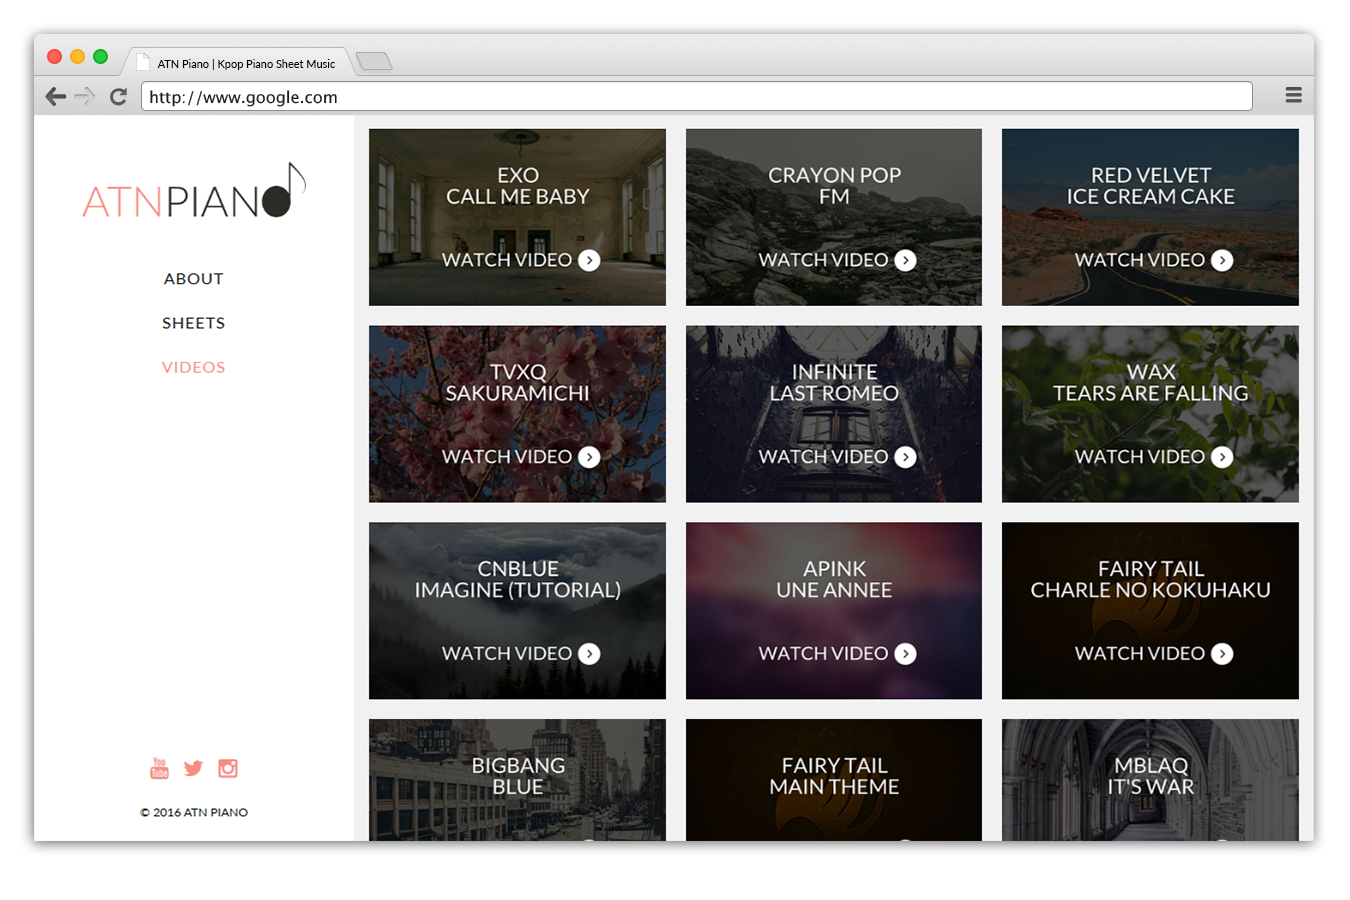 ATN Piano | Kpop Piano Sheet Music
http://www.google.com
ATNPIANO
ABOUT
SHEETS
VIDEOS
You
Tube
© 2016 ATN PIANO
EXO
CALL ME BABY
WATCH VIDEO
CRAYON POP
FM
WATCH VIDEO
RED VELVET
ICE CREAM CAKE
WATCH VIDEO
TVXQ
SAKURAMICHI
WATCH VIDEO
INFINITE
LAST ROMEO
WATCH VIDEO
WAX
TEARS ARE FALLING
WATCH VIDEO
CNBLUE
IMAGINE (TUTORIAL)
WATCH VIDEO
APINK
UNE ANNEE
WATCH VIDEO
FAIRY TAIL
CHARLE NO KOKUHAKU
WATCH VIDEO
BIGBANG
BLUE
FAIRY TAIL
MAIN THEME
MBLAQ
IT'S WAR